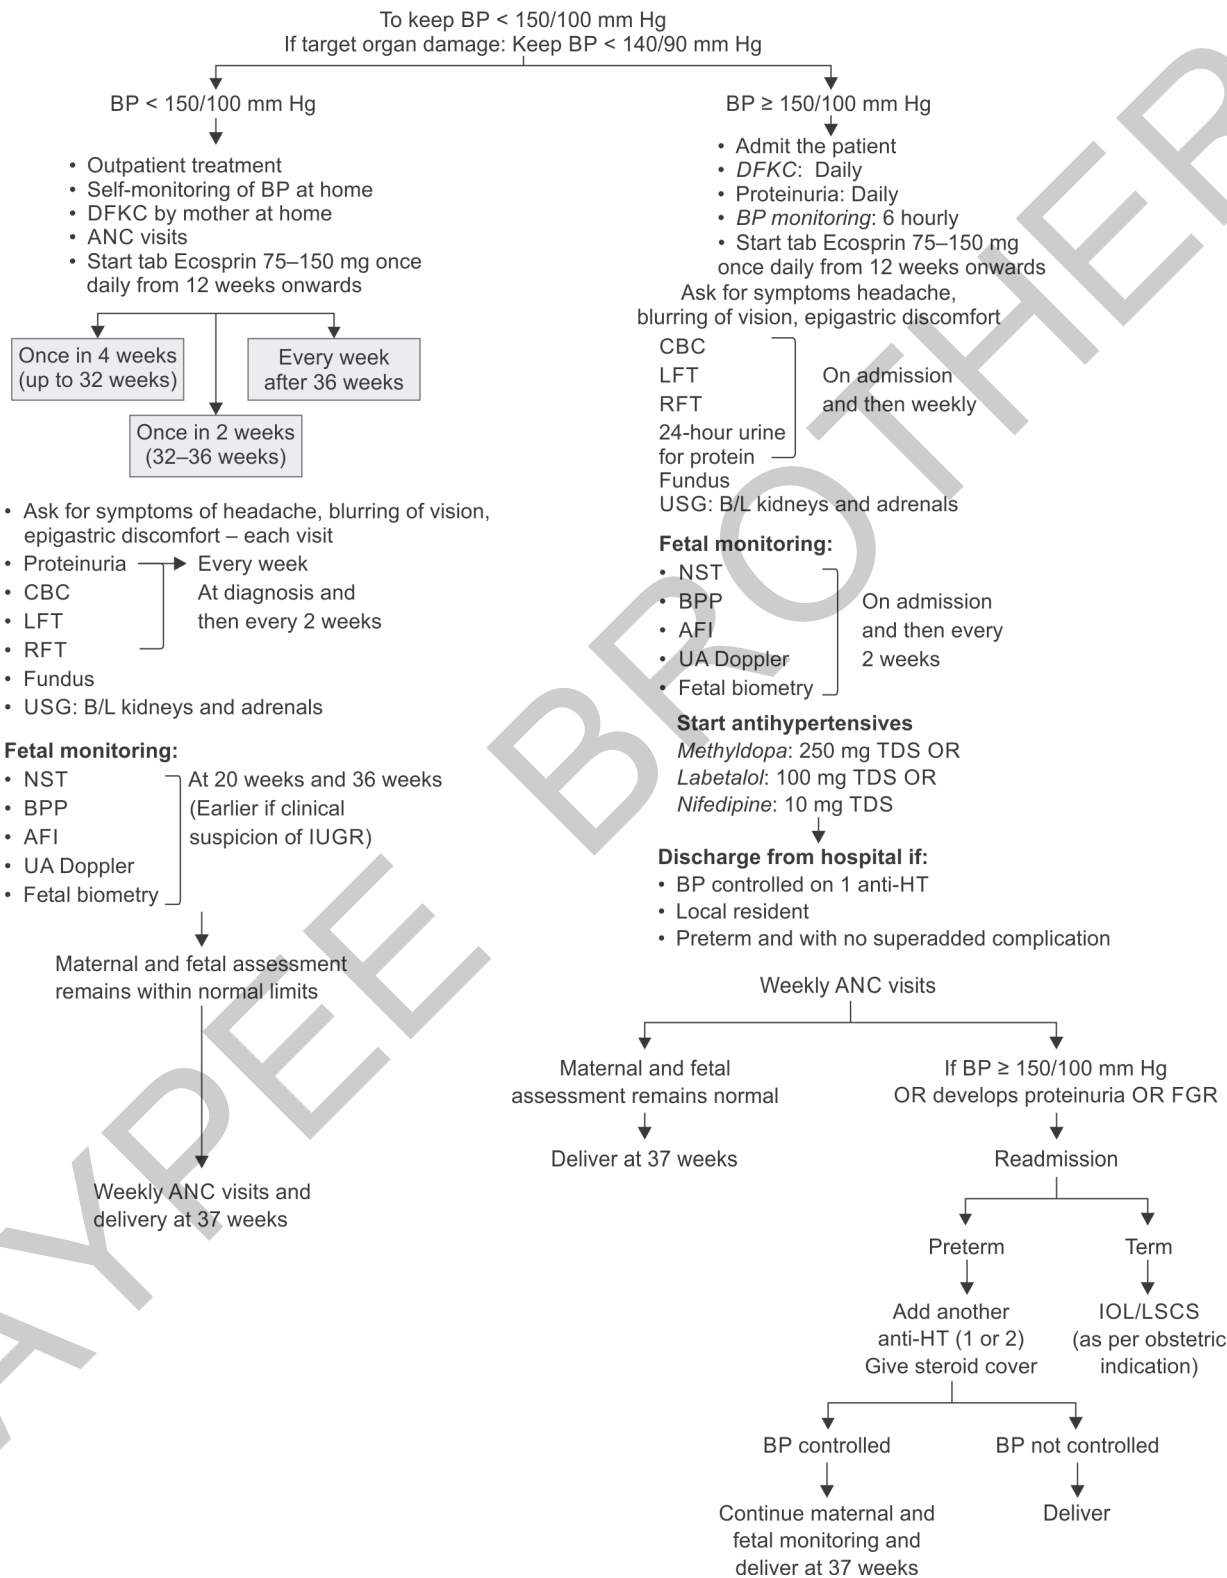 To keep BP < 150/100 mm Hg
If target organ damage: Keep BP < 140/90 mm Hg
BP < 150/100 mm Hg
• Outpatient treatment
• Self-monitoring of BP at home
• DFKC by mother at home
• ANC visits
• Start tab Ecosprin 75–150 mg once
daily from 12 weeks onwards
Once in 4 weeks
(up to 32 weeks)
Every week
after 36 weeks
Once in 2 weeks
(32–36 weeks)
• Ask for symptoms of headache, blurring of vision,
epigastric discomfort – each visit
• Proteinuria
Every week
• CBC
• LFT
• RFT
At diagnosis and
then every 2 weeks
• Fundus
• USG: B/L kidneys and adrenals
Fetal monitoring:
• NST
• BPP
• AFI
• UA Doppler
• Fetal biometry
At 20 weeks and 36 weeks
(Earlier if clinical
suspicion of IUGR)
Maternal and fetal assessment
remains within normal limits
Weekly ANC visits and
delivery at 37 weeks
BP ≥ 150/100 mm Hg
• Admit the patient
• DFKC: Daily
• Proteinuria: Daily
• BP monitoring: 6 hourly
• Start tab Ecosprin 75–150 mg
once daily from 12 weeks onwards
Ask for symptoms headache,
blurring of vision, epigastric discomfort
CBC
LFT
RFT
24-hour urine
for protein
On admission
and then weekly
Fundus
USG: B/L kidneys and adrenals
Fetal monitoring:
• NST
• BPP
• AFI
• UA Doppler
• Fetal biometry
On admission
and then every
2 weeks
Start antihypertensives
Methyldopa: 250 mg TDS OR
Labetalol: 100 mg TDS OR
Nifedipine: 10 mg TDS
Discharge from hospital if:
• BP controlled on 1 anti-HT
• Local resident
• Preterm and with no superadded complication
Weekly ANC visits
Maternal and fetal
assessment remains normal
Deliver at 37 weeks
If BP ≥ 150/100 mm Hg
OR develops proteinuria OR FGR
Readmission
Preterm
Term
Add another
anti-HT (1 or 2)
Give steroid cover
IOL/LSCS
(as per obstetric
indication)
BP controlled
BP not controlled
Continue maternal and
fetal monitoring and
deliver at 37 weeks
Deliver
AYPEE BROTHER